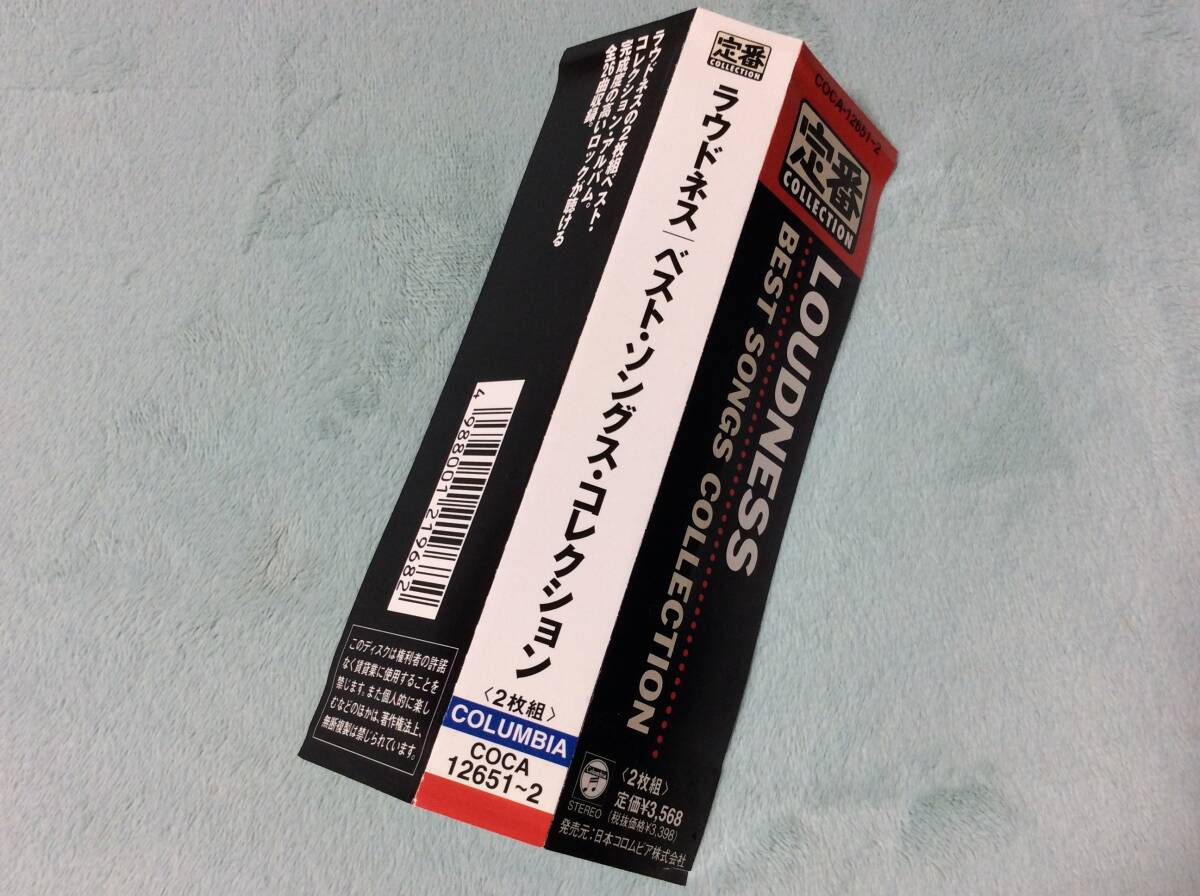 ラウドネスの2枚組ベスト・
コレクション・アルバム。
完成度の高いロックが聴ける
全26曲収録。
4 988001 219682
このディスクは権利者の許諾
なく賃貸業に使用することを
禁じます。また個人的に楽し
むなどのほかは、著作権法上、
無断複製は禁じられています。
定番
COLLECTION
ラウドネス|ベスト・ソングス・コレクション
〈2枚組〉
COLUMBIA
COCA
12651~2
COCA-12651~2
定番
COLLECTION
LOUDNESS
BEST SONGS COLLECTION
Columbia
STEREO
〈2枚組〉
定価¥3,568
(税抜価格¥3,398)
発売元:日本コロムビア株式会社